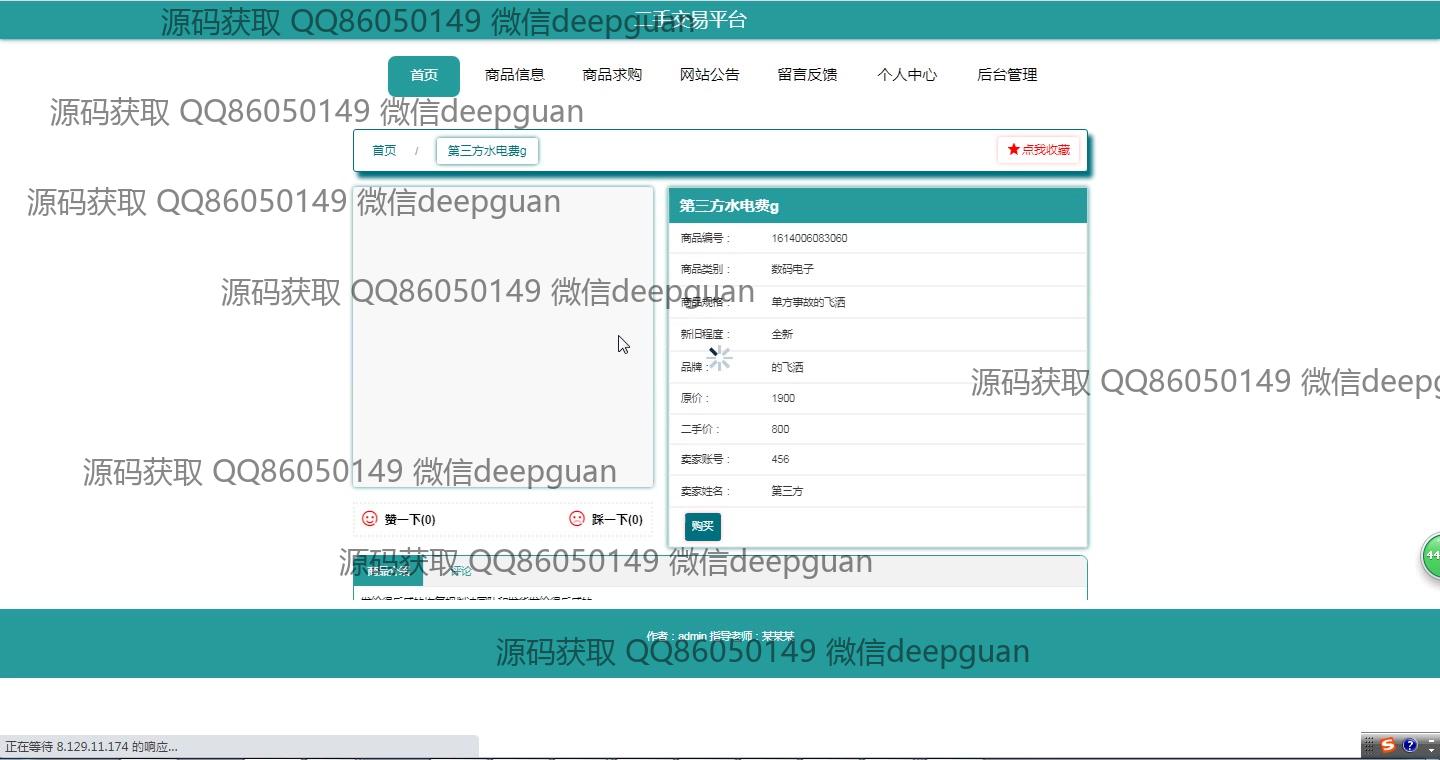 二手交易平台
源码获取 QQ86050149 微信deepguan
首页 商品信息 商品求购 网站公告 留言反馈 个人中心 后台管理
源码获取 QQ86050149 微信deepguan
首页 / 第三方水电费g 点我收藏
源码获取 QQ86050149 微信deepguan
第三方水电费g
商品编号： 1614006083060
商品类别： 数码电子
源码获取 QQ86050149 微信deepguan
商品规格： 单方事故的飞洒
新旧程度： 全新
品牌： 的飞洒
源码获取 QQ86050149 微信deepg
原价： 1900
二手价： 800
卖家账号： 456
源码获取 QQ86050149 微信deepguan
卖家姓名： 第三方
赞一下(0) 踩一下(0)
购买
44
源码获取 QQ86050149 微信deepguan
商品介绍 评论
作者：admin 指导老师：某某某
源码获取 QQ86050149 微信deepguan
正在等待 8.129.11.174 的响应...